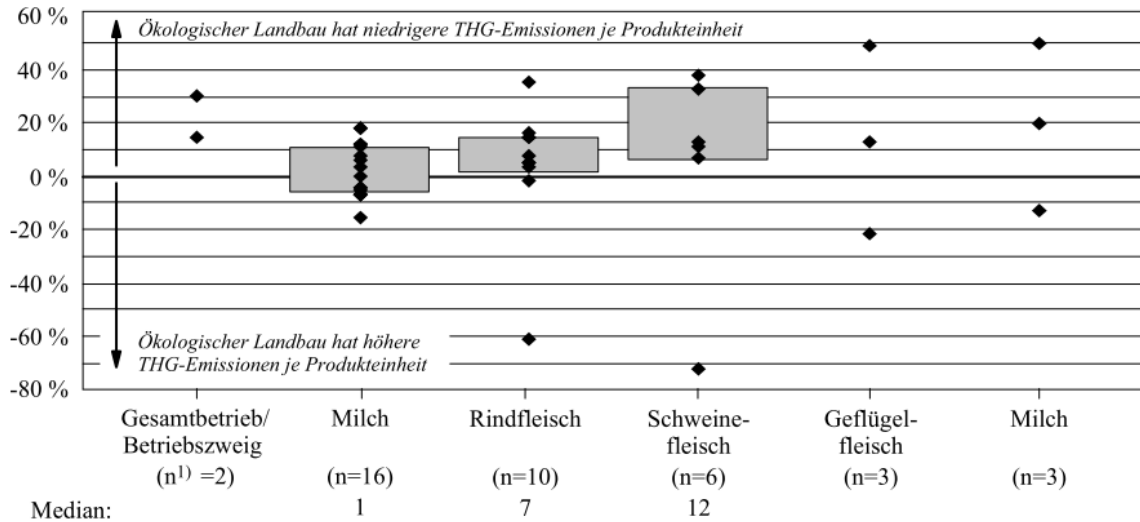 60 %
Ökologischer Landbau hat niedrigere THG-Emissionen je Produkteinheit
40 %
20 %
0 %
-20 %
-40 %
-60 %
Ökologischer Landbau hat höhere
THG-Emissionen je Produkteinheit
-80 %
Gesamtbetrieb/ Milch Rindfleisch Schweine- Geflügel- Milch
Betriebszweig fleisch fleisch
(n¹⁾ =2) (n=16) (n=10) (n=6) (n=3) (n=3)
Median: 1 7 12